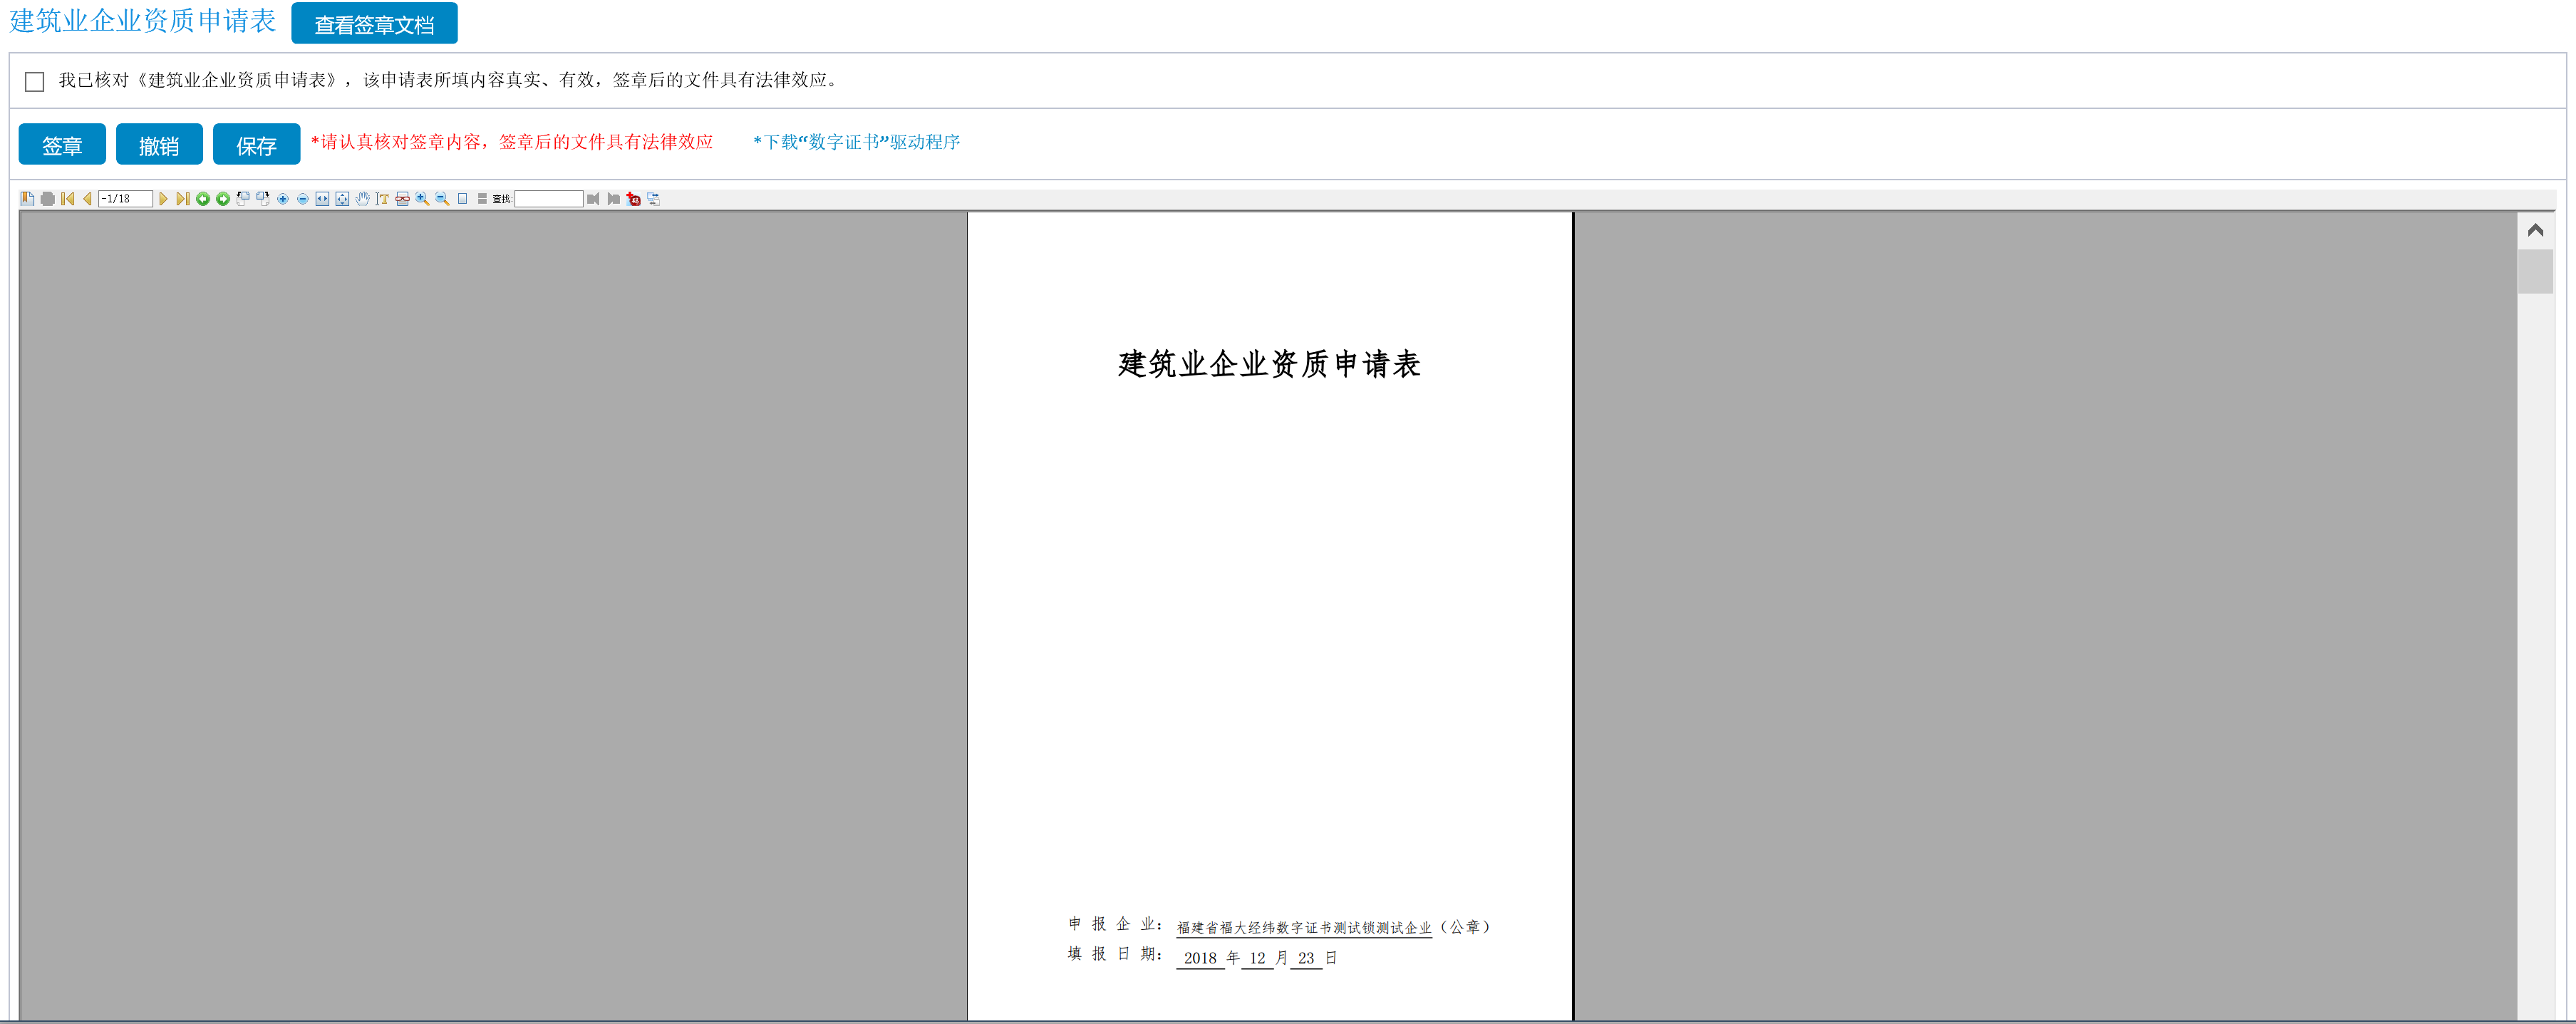 建筑业企业资质申请表 查看签章文档
我已核对《建筑业企业资质申请表》，该申请表所填内容真实、有效，签章后的文件具有法律效应。
签章 撤销 保存 *请认真核对签章内容，签章后的文件具有法律效应 *下载“数字证书”驱动程序
-1/18 查找:
建筑业企业资质申请表
申 报 企 业： 福建省福大经纬数字证书测试锁测试企业（公章）
填 报 日 期： 2018 年 12 月 23 日